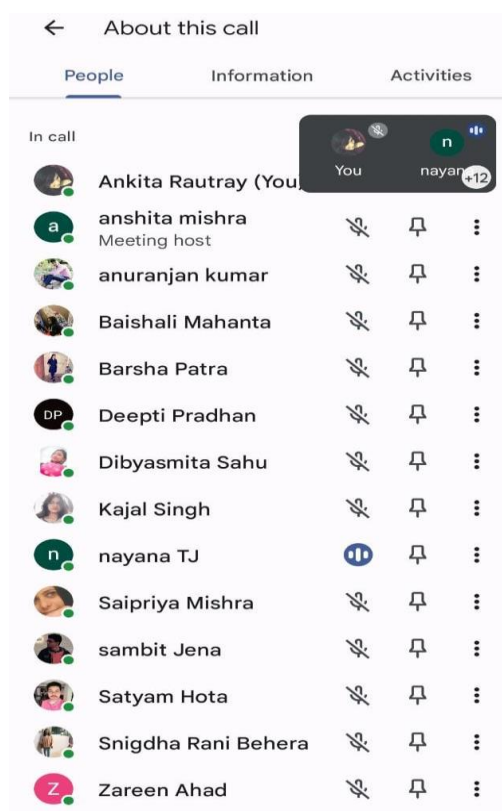 About this call
People Information Activities
In call
n
You nayan +12
Ankita Rautray (You
a anshita mishra
Meeting host
anuranjan kumar
Baishali Mahanta
Barsha Patra
DP Deepti Pradhan
Dibyasmita Sahu
Kajal Singh
n nayana TJ
Saipriya Mishra
sambit Jena
Satyam Hota
Snigdha Rani Behera
Z Zareen Ahad